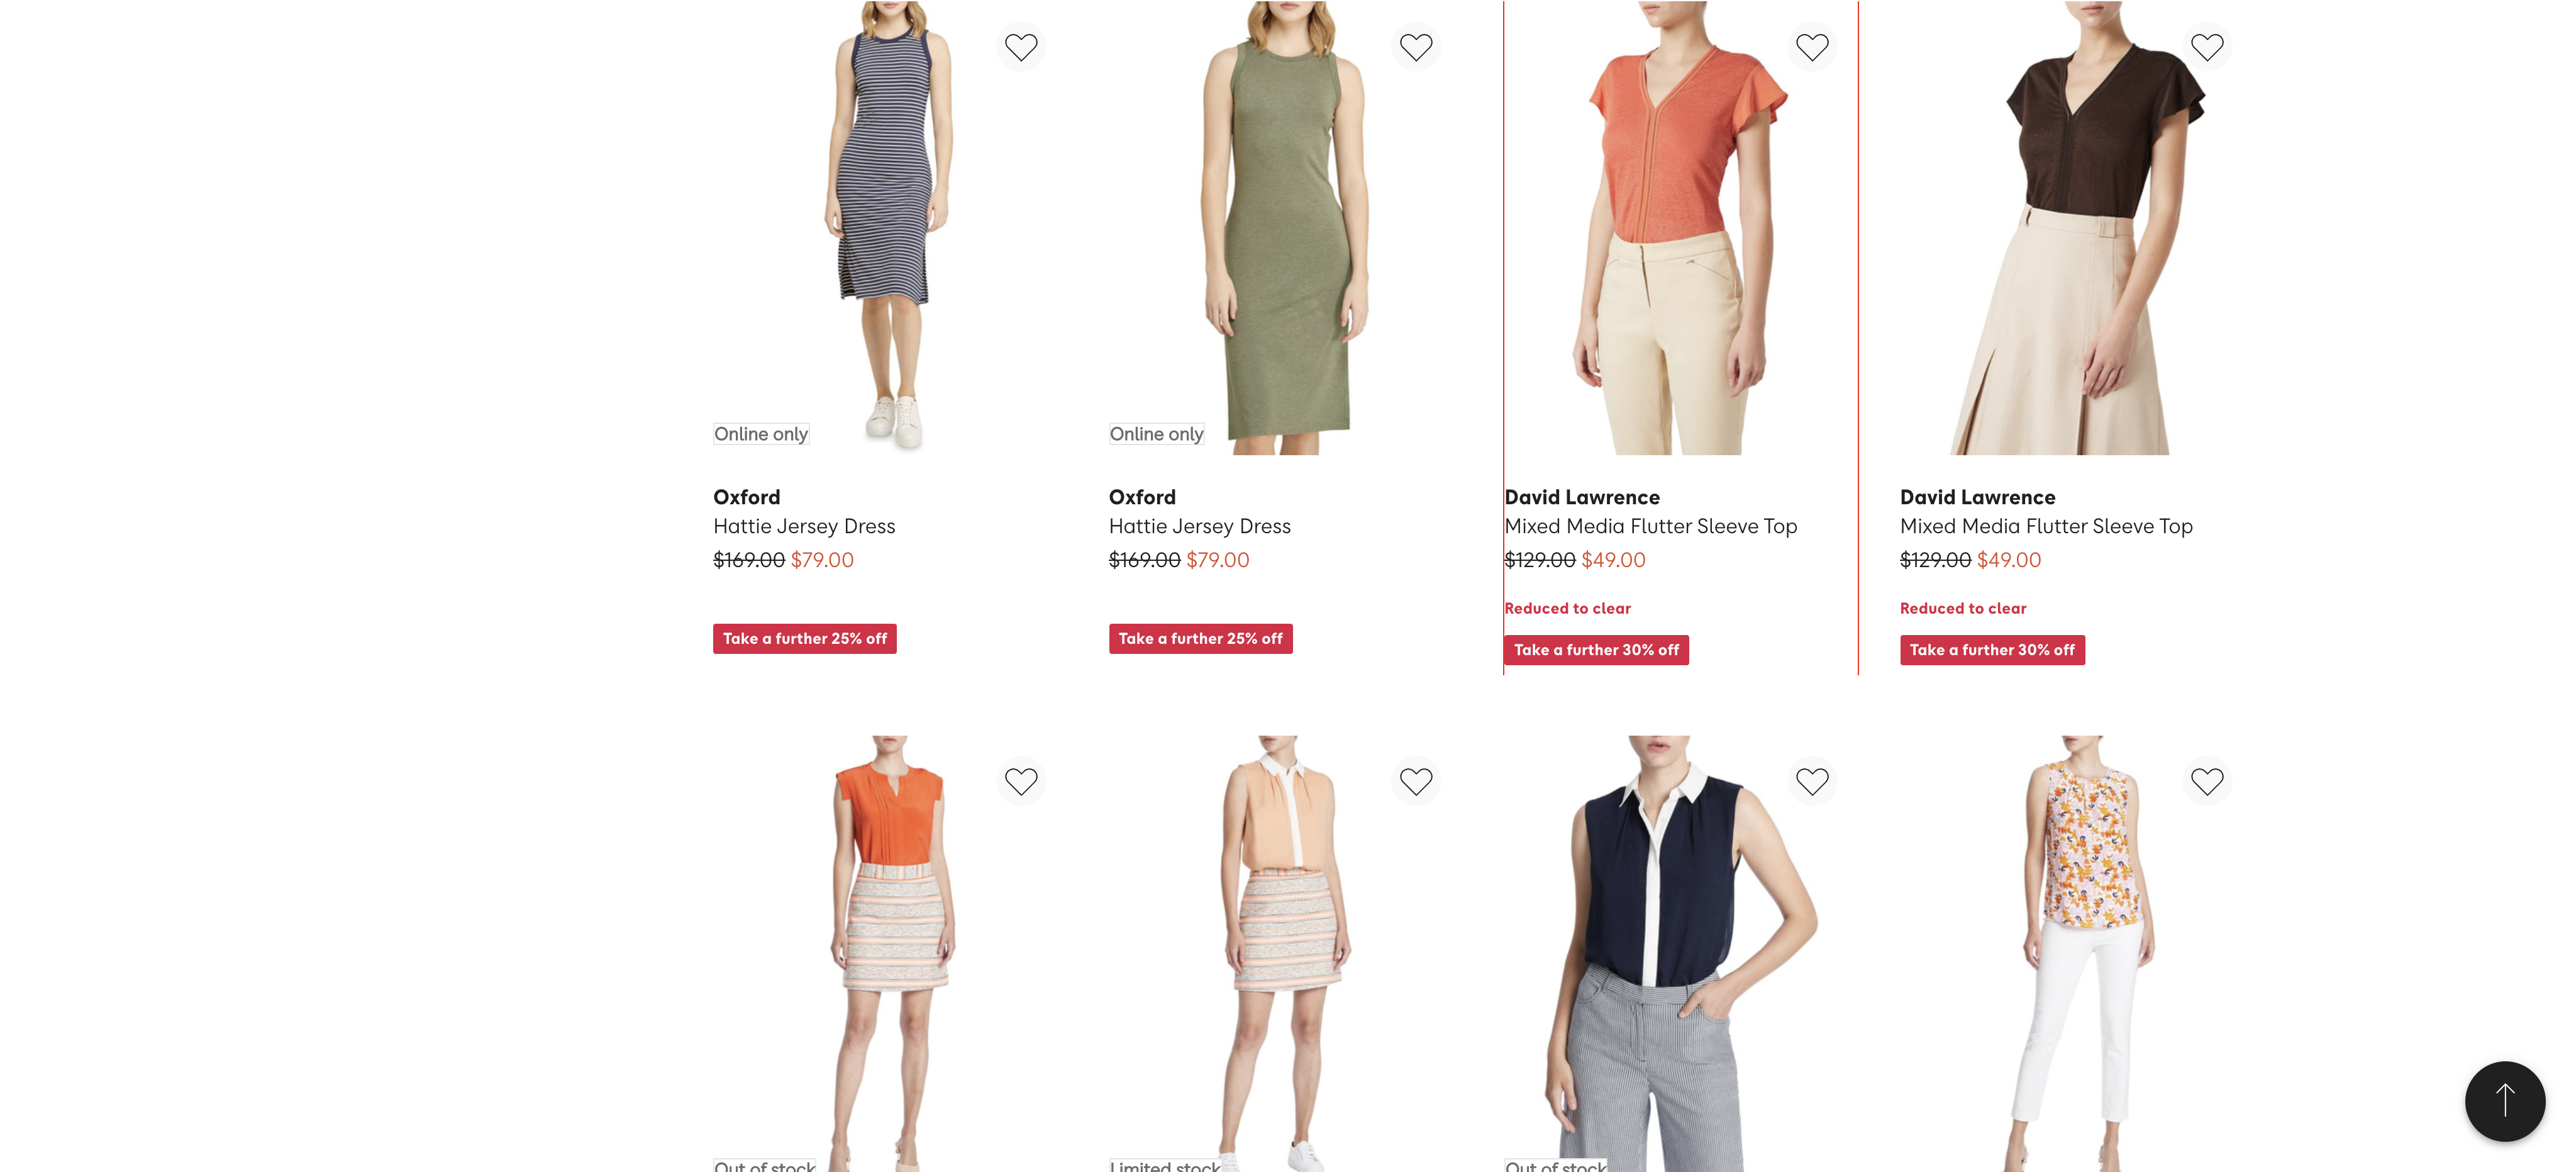 Online only
Online only
Oxford
Hattie Jersey Dress
$169.00 $79.00
Take a further 25% off
Oxford
Hattie Jersey Dress
$169.00 $79.00
Take a further 25% off
David Lawrence
Mixed Media Flutter Sleeve Top
$129.00 $49.00
Reduced to clear
Take a further 30% off
David Lawrence
Mixed Media Flutter Sleeve Top
$129.00 $49.00
Reduced to clear
Take a further 30% off
Out of stock
Limited stock
Out of stock